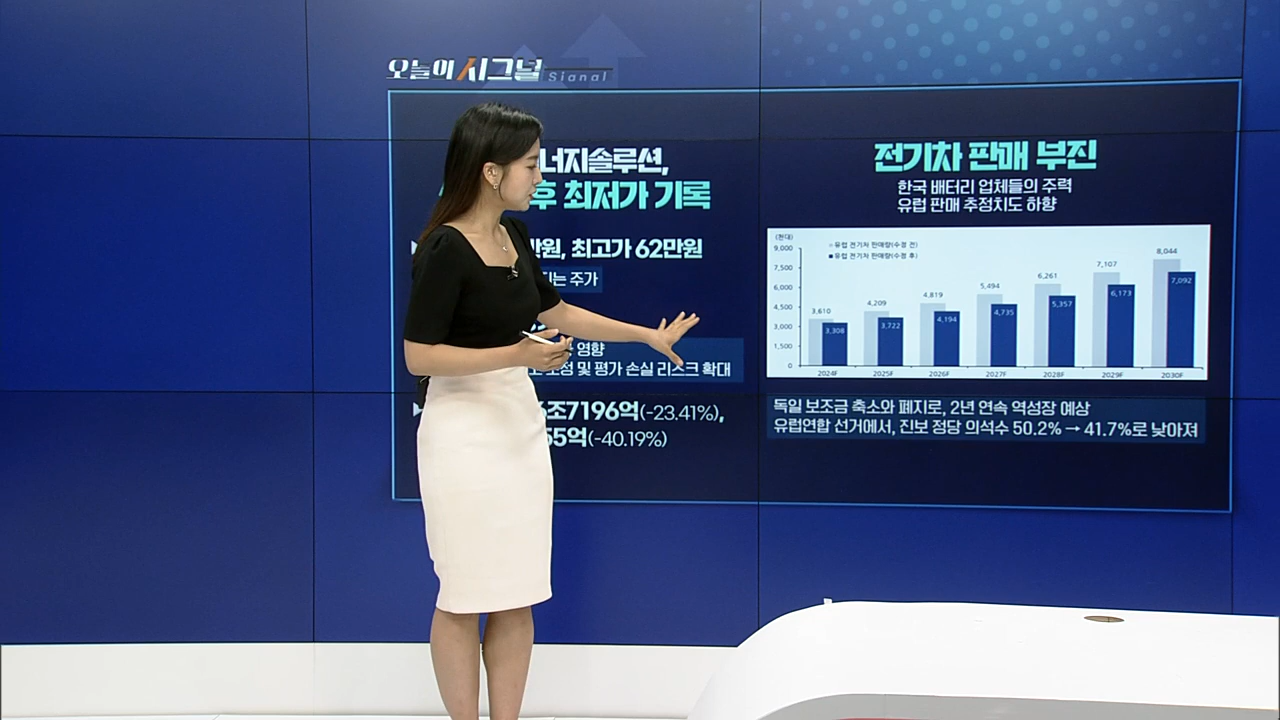 오늘의 시그널
Signal
너지솔루션,
후 최저가 기록
만원, 최고가 62만원
지는 주가
영향
조정 및 평가 손실 리스크 확대
6조7196억(-23.41%),
55억(-40.19%)
전기차 판매 부진
한국 배터리 업체들의 주력
유럽 판매 추정치도 하향
(천대)
유럽 전기차 판매량(수정 전)
유럽 전기차 판매량(수정 후)
9,000
7,500
6,000
4,500
3,000
1,500
0
3,610
4,209
4,819
5,494
6,261
7,107
8,044
3,308
3,722
4,194
4,735
5,357
6,173
7,092
2024F
2025F
2026F
2027F
2028F
2029F
2030F
독일 보조금 축소와 폐지로, 2년 연속 역성장 예상
유럽연합 선거에서, 진보 정당 의석수 50.2% → 41.7%로 낮아져